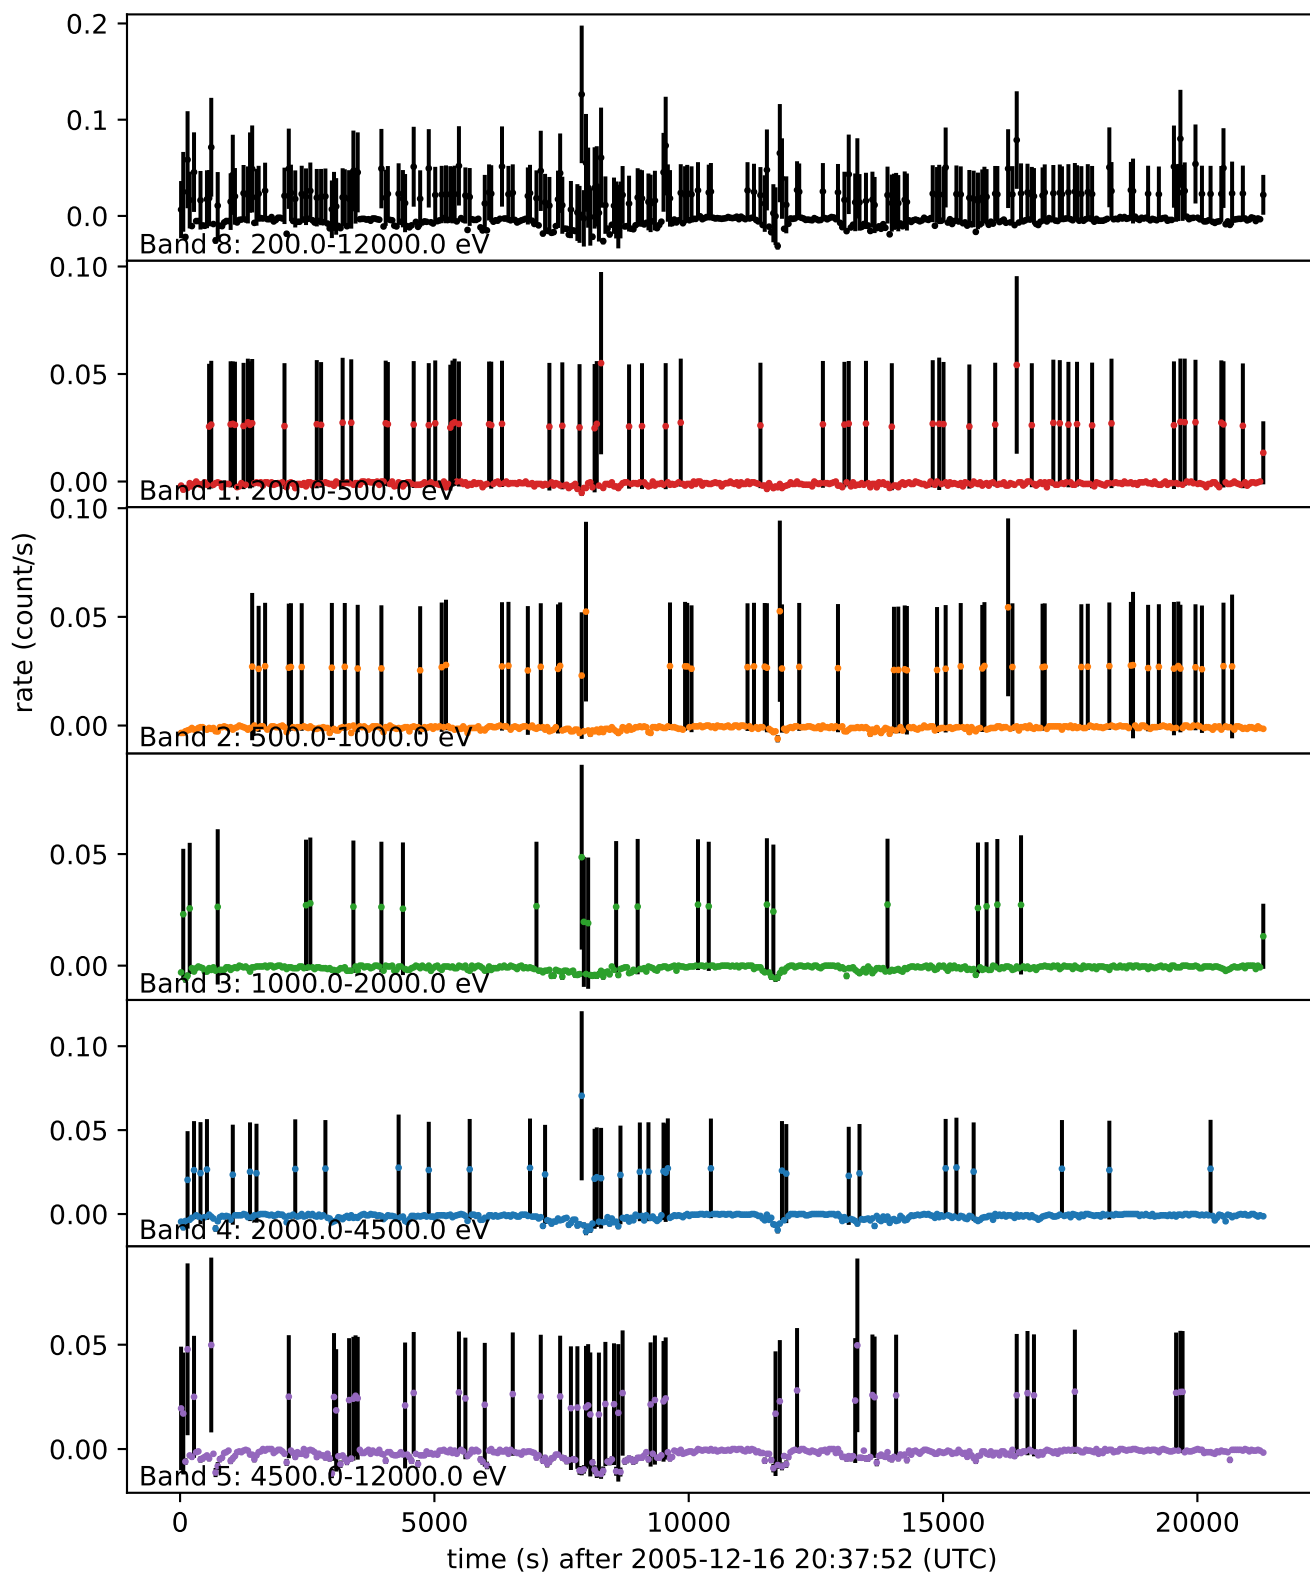 0.2
0.1
0.0
Band 8: 200.0-12000.0 eV
0.10
0.05
0.00
Band 1: 200.0-500.0 eV
0.10
0.05
0.00
Band 2: 500.0-1000.0 eV
rate (count/s)
0.05
0.00
Band 3: 1000.0-2000.0 eV
0.10
0.05
0.00
Band 4: 2000.0-4500.0 eV
0.05
0.00
Band 5: 4500.0-12000.0 eV
0 5000 10000 15000 20000
time (s) after 2005-12-16 20:37:52 (UTC)